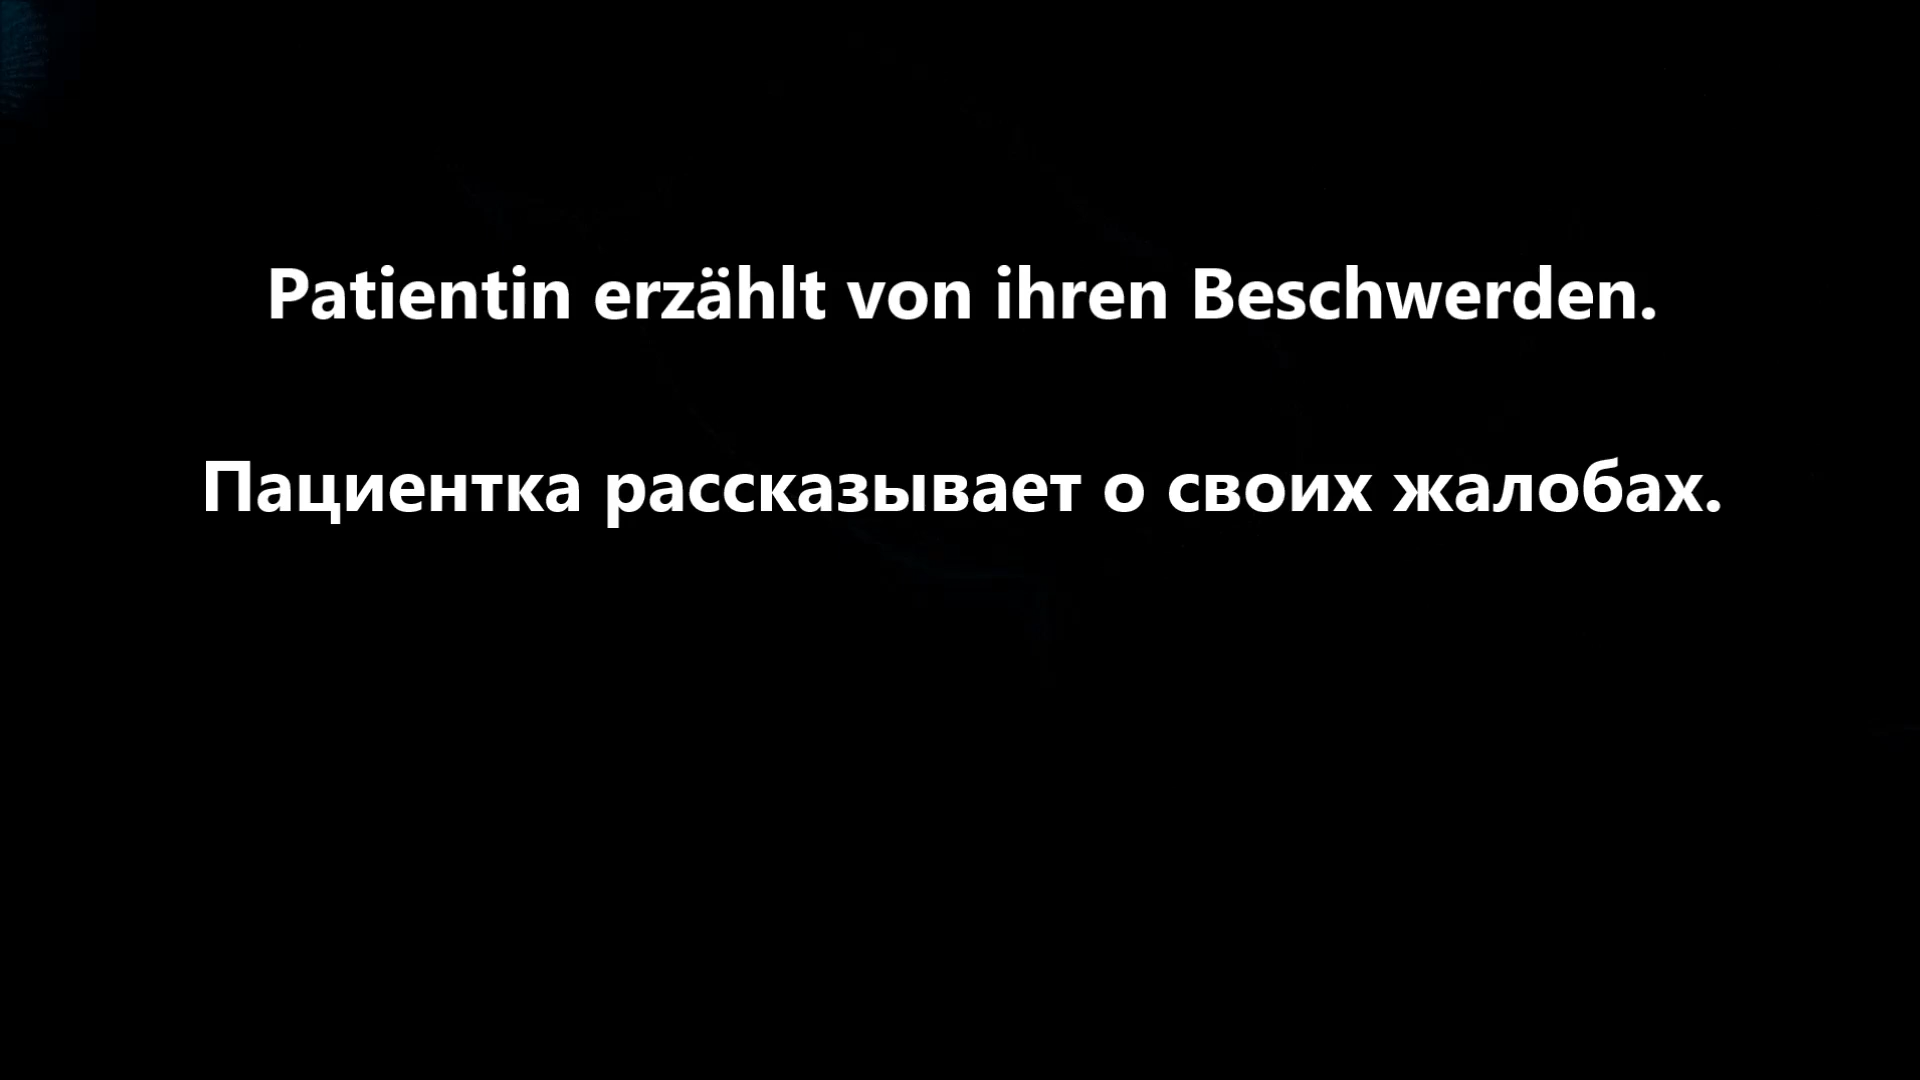 Patientin erzählt von ihren Beschwerden.
Пациентка рассказывает о своих жалобах.